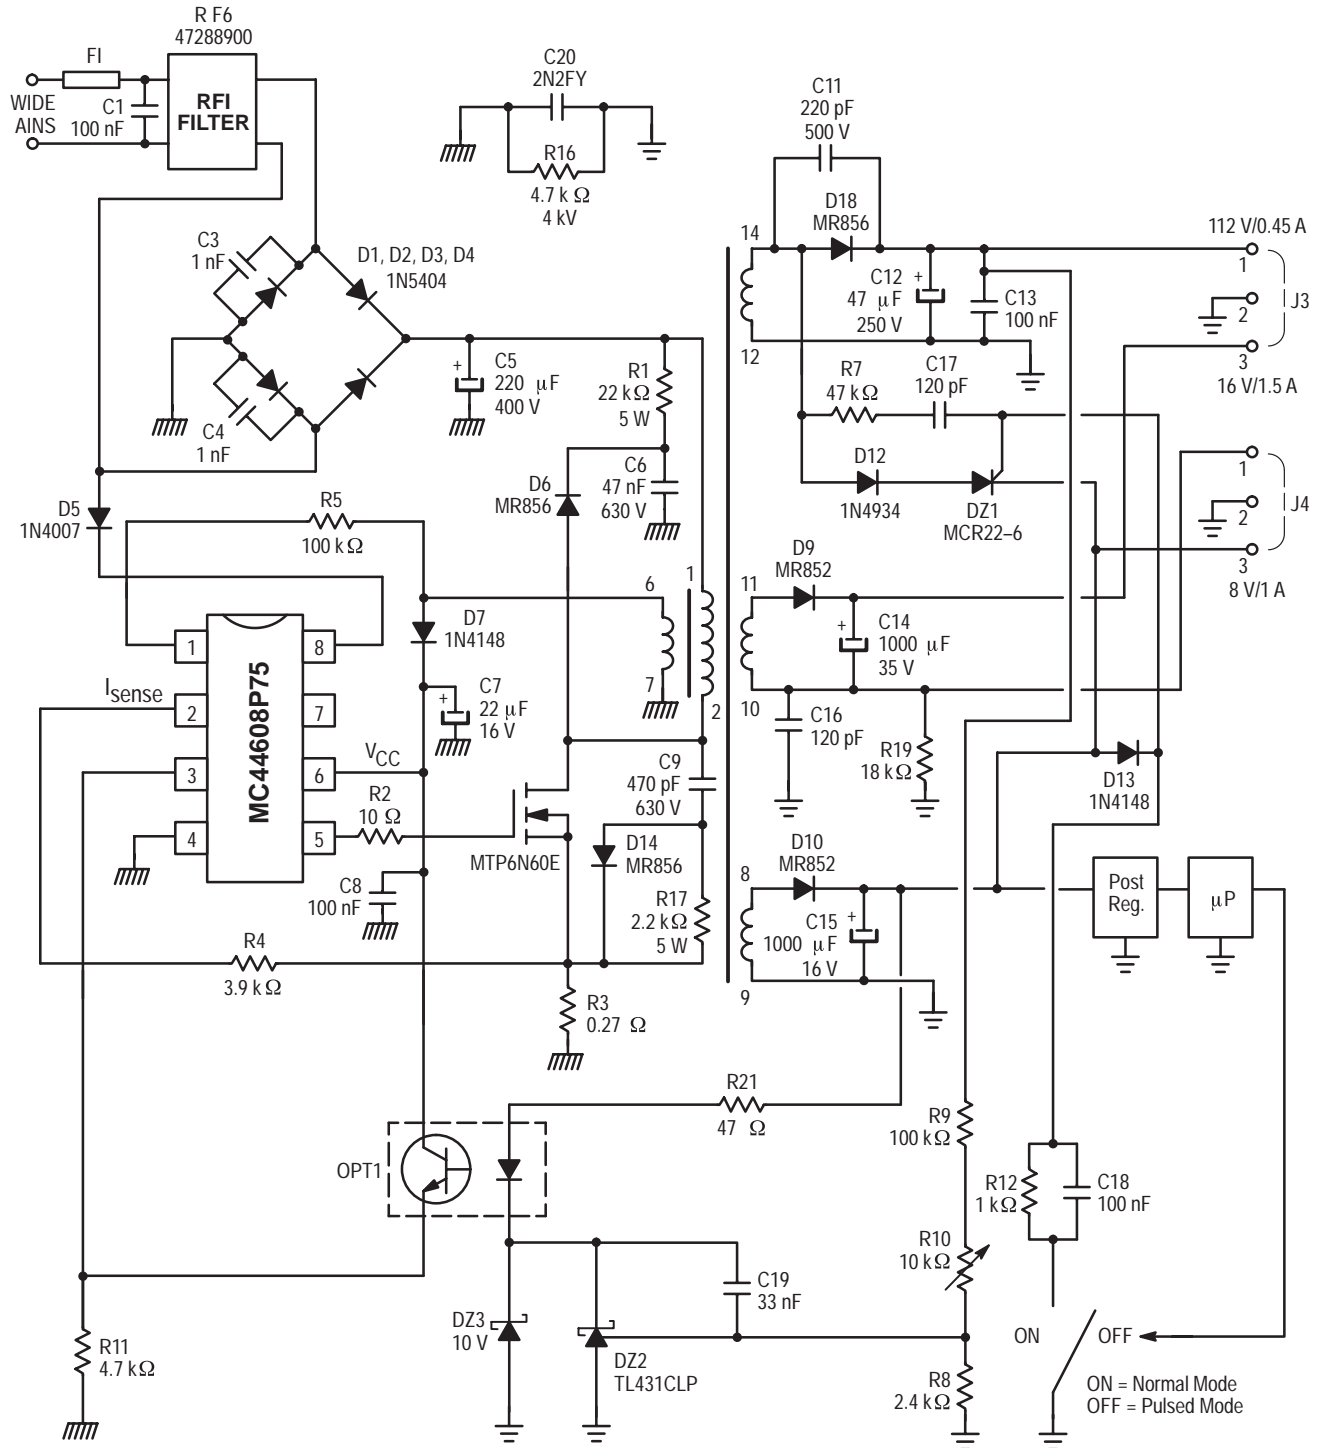 R F6
47288900
FI
WIDE
AINS
C1
100 nF
RFI
FILTER
C20
2N2FY
R16
4.7 k Ω
4 kV
C11
220 pF
500 V
D18
MR856
14
12
112 V/0.45 A
1
2
3
J3
16 V/1.5 A
C12
47 µF
250 V
+
C13
100 nF
C3
1 nF
D1, D2, D3, D4
1N5404
C4
1 nF
+
C5
220 µF
400 V
R1
22 kΩ
5 W
R7
47 kΩ
C17
120 pF
D12
1N4934
DZ1
MCR22–6
1
2
3
J4
8 V/1 A
D5
1N4007
R5
100 kΩ
D6
MR856
C6
47 nF
630 V
D9
MR852
11
10
+
C14
1000 µF
35 V
6
7
1
2
D7
1N4148
+
C7
22 µF
16 V
MC44608P75
1
2
3
4
8
7
6
5
Isense
VCC
R2
10 Ω
MTP6N60E
C9
470 pF
630 V
D14
MR856
R17
2.2 kΩ
5 W
C16
120 pF
R19
18 kΩ
D13
1N4148
D10
MR852
8
9
C15
1000 µF
16 V
+
Post
Reg.
µP
C8
100 nF
R4
3.9 kΩ
R3
0.27 Ω
R21
47 Ω
OPT1
R9
100 kΩ
R12
1 kΩ
C18
100 nF
R10
10 kΩ
C19
33 nF
DZ3
10 V
DZ2
TL431CLP
R11
4.7 kΩ
R8
2.4 kΩ
ON
OFF
ON = Normal Mode
OFF = Pulsed Mode